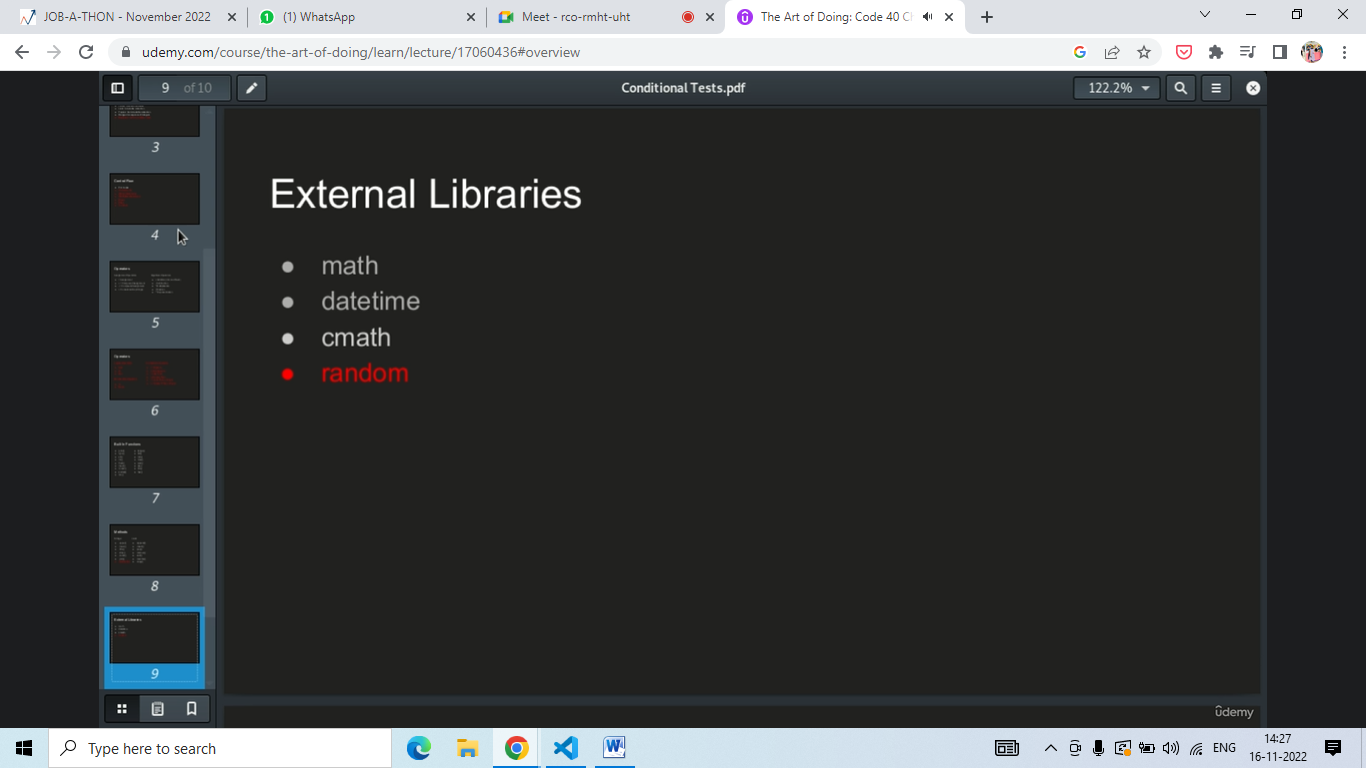 JOB-A-THON - November 2022
(1) WhatsApp
Meet - rco-rmht-uht
The Art of Doing: Code 40 Ch
udemy.com/course/the-art-of-doing/learn/lecture/17060436#overview
9 of 10
Conditional Tests.pdf
122.2%
3
4
5
6
7
8
External Libraries
9
External Libraries
math
datetime
cmath
random
ûdemy
Type here to search
ENG
14:27
16-11-2022